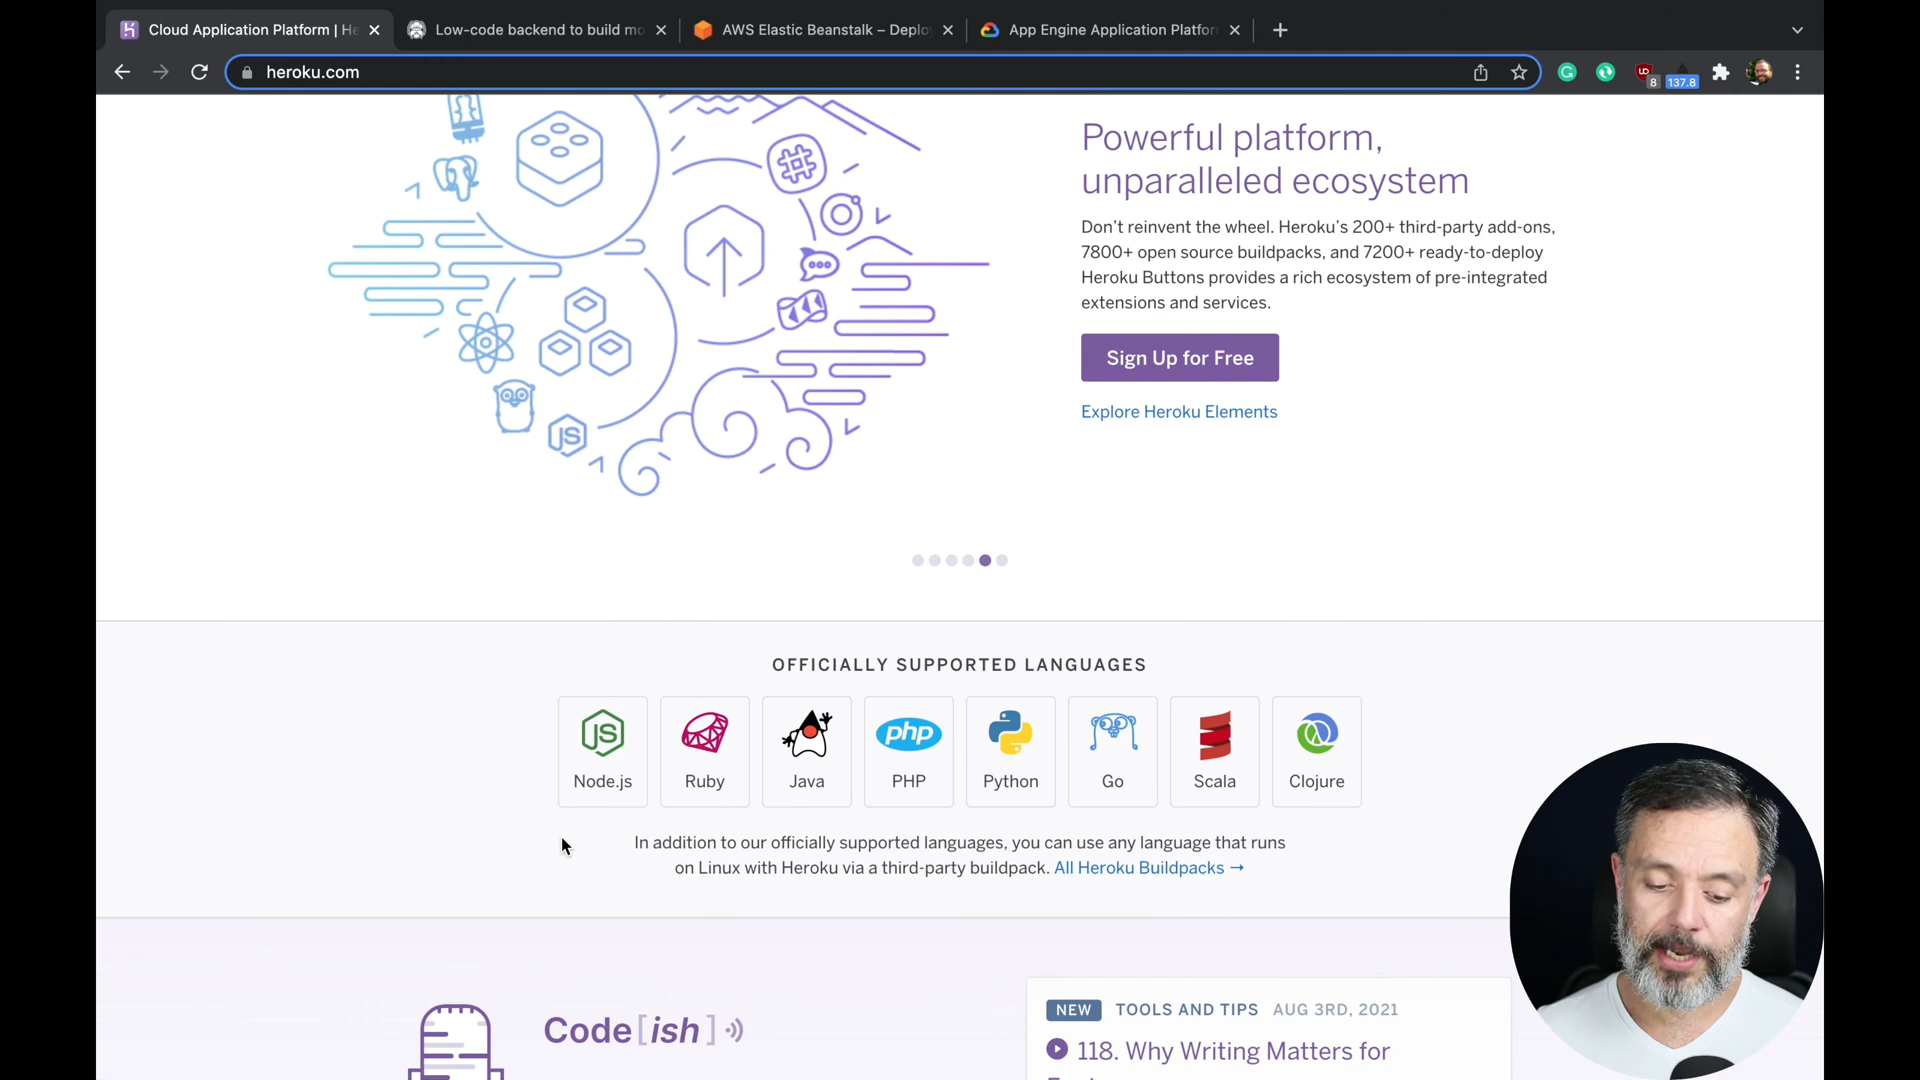 Cloud Application Platform | He
Low-code backend to build mo
AWS Elastic Beanstalk – Deplo
App Engine Application Platfor
heroku.com
8
137.8
Powerful platform,
unparalleled ecosystem
Don't reinvent the wheel. Heroku's 200+ third-party add-ons,
7800+ open source buildpacks, and 7200+ ready-to-deploy
Heroku Buttons provides a rich ecosystem of pre-integrated
extensions and services.
Sign Up for Free
Explore Heroku Elements
JS
OFFICIALLY SUPPORTED LANGUAGES
JS
php
Node.js
Ruby
Java
PHP
Python
Go
Scala
Clojure
In addition to our officially supported languages, you can use any language that runs
on Linux with Heroku via a third-party buildpack. All Heroku Buildpacks →
Code[ish]
NEW TOOLS AND TIPS AUG 3RD, 2021
118. Why Writing Matters for